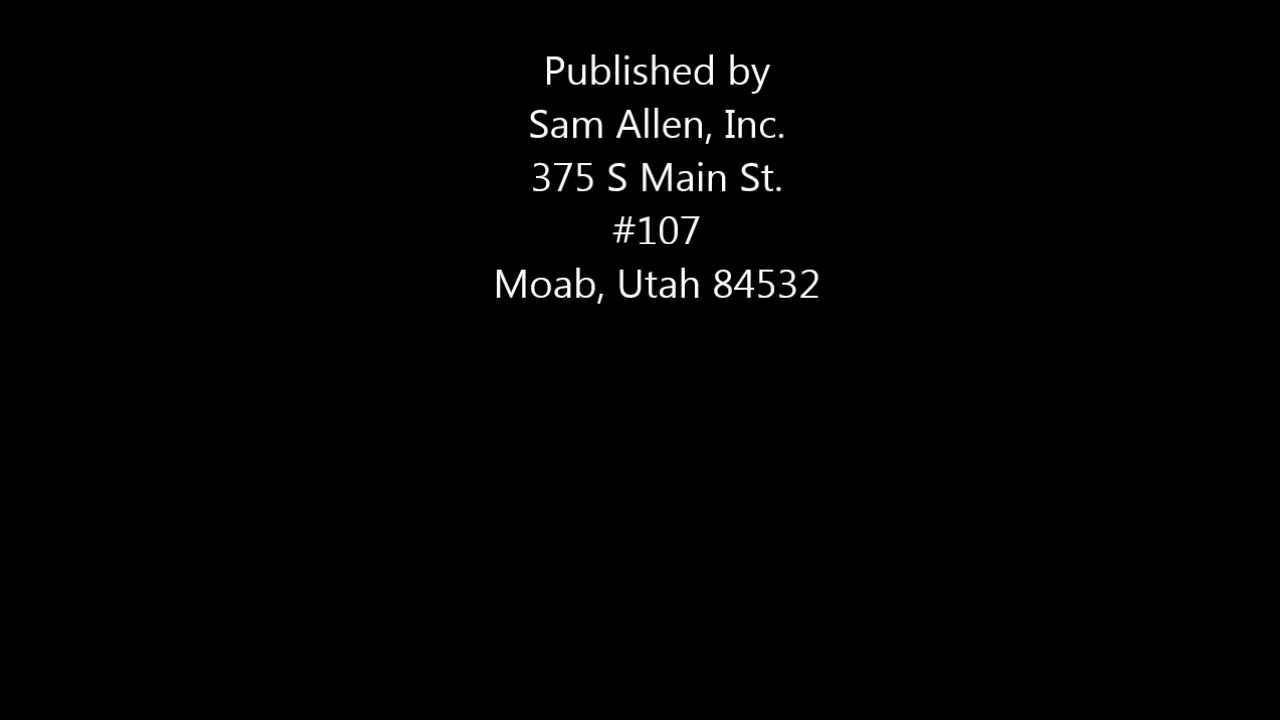 Published by
Sam Allen, Inc.
375 S Main St.
#107
Moab, Utah 84532